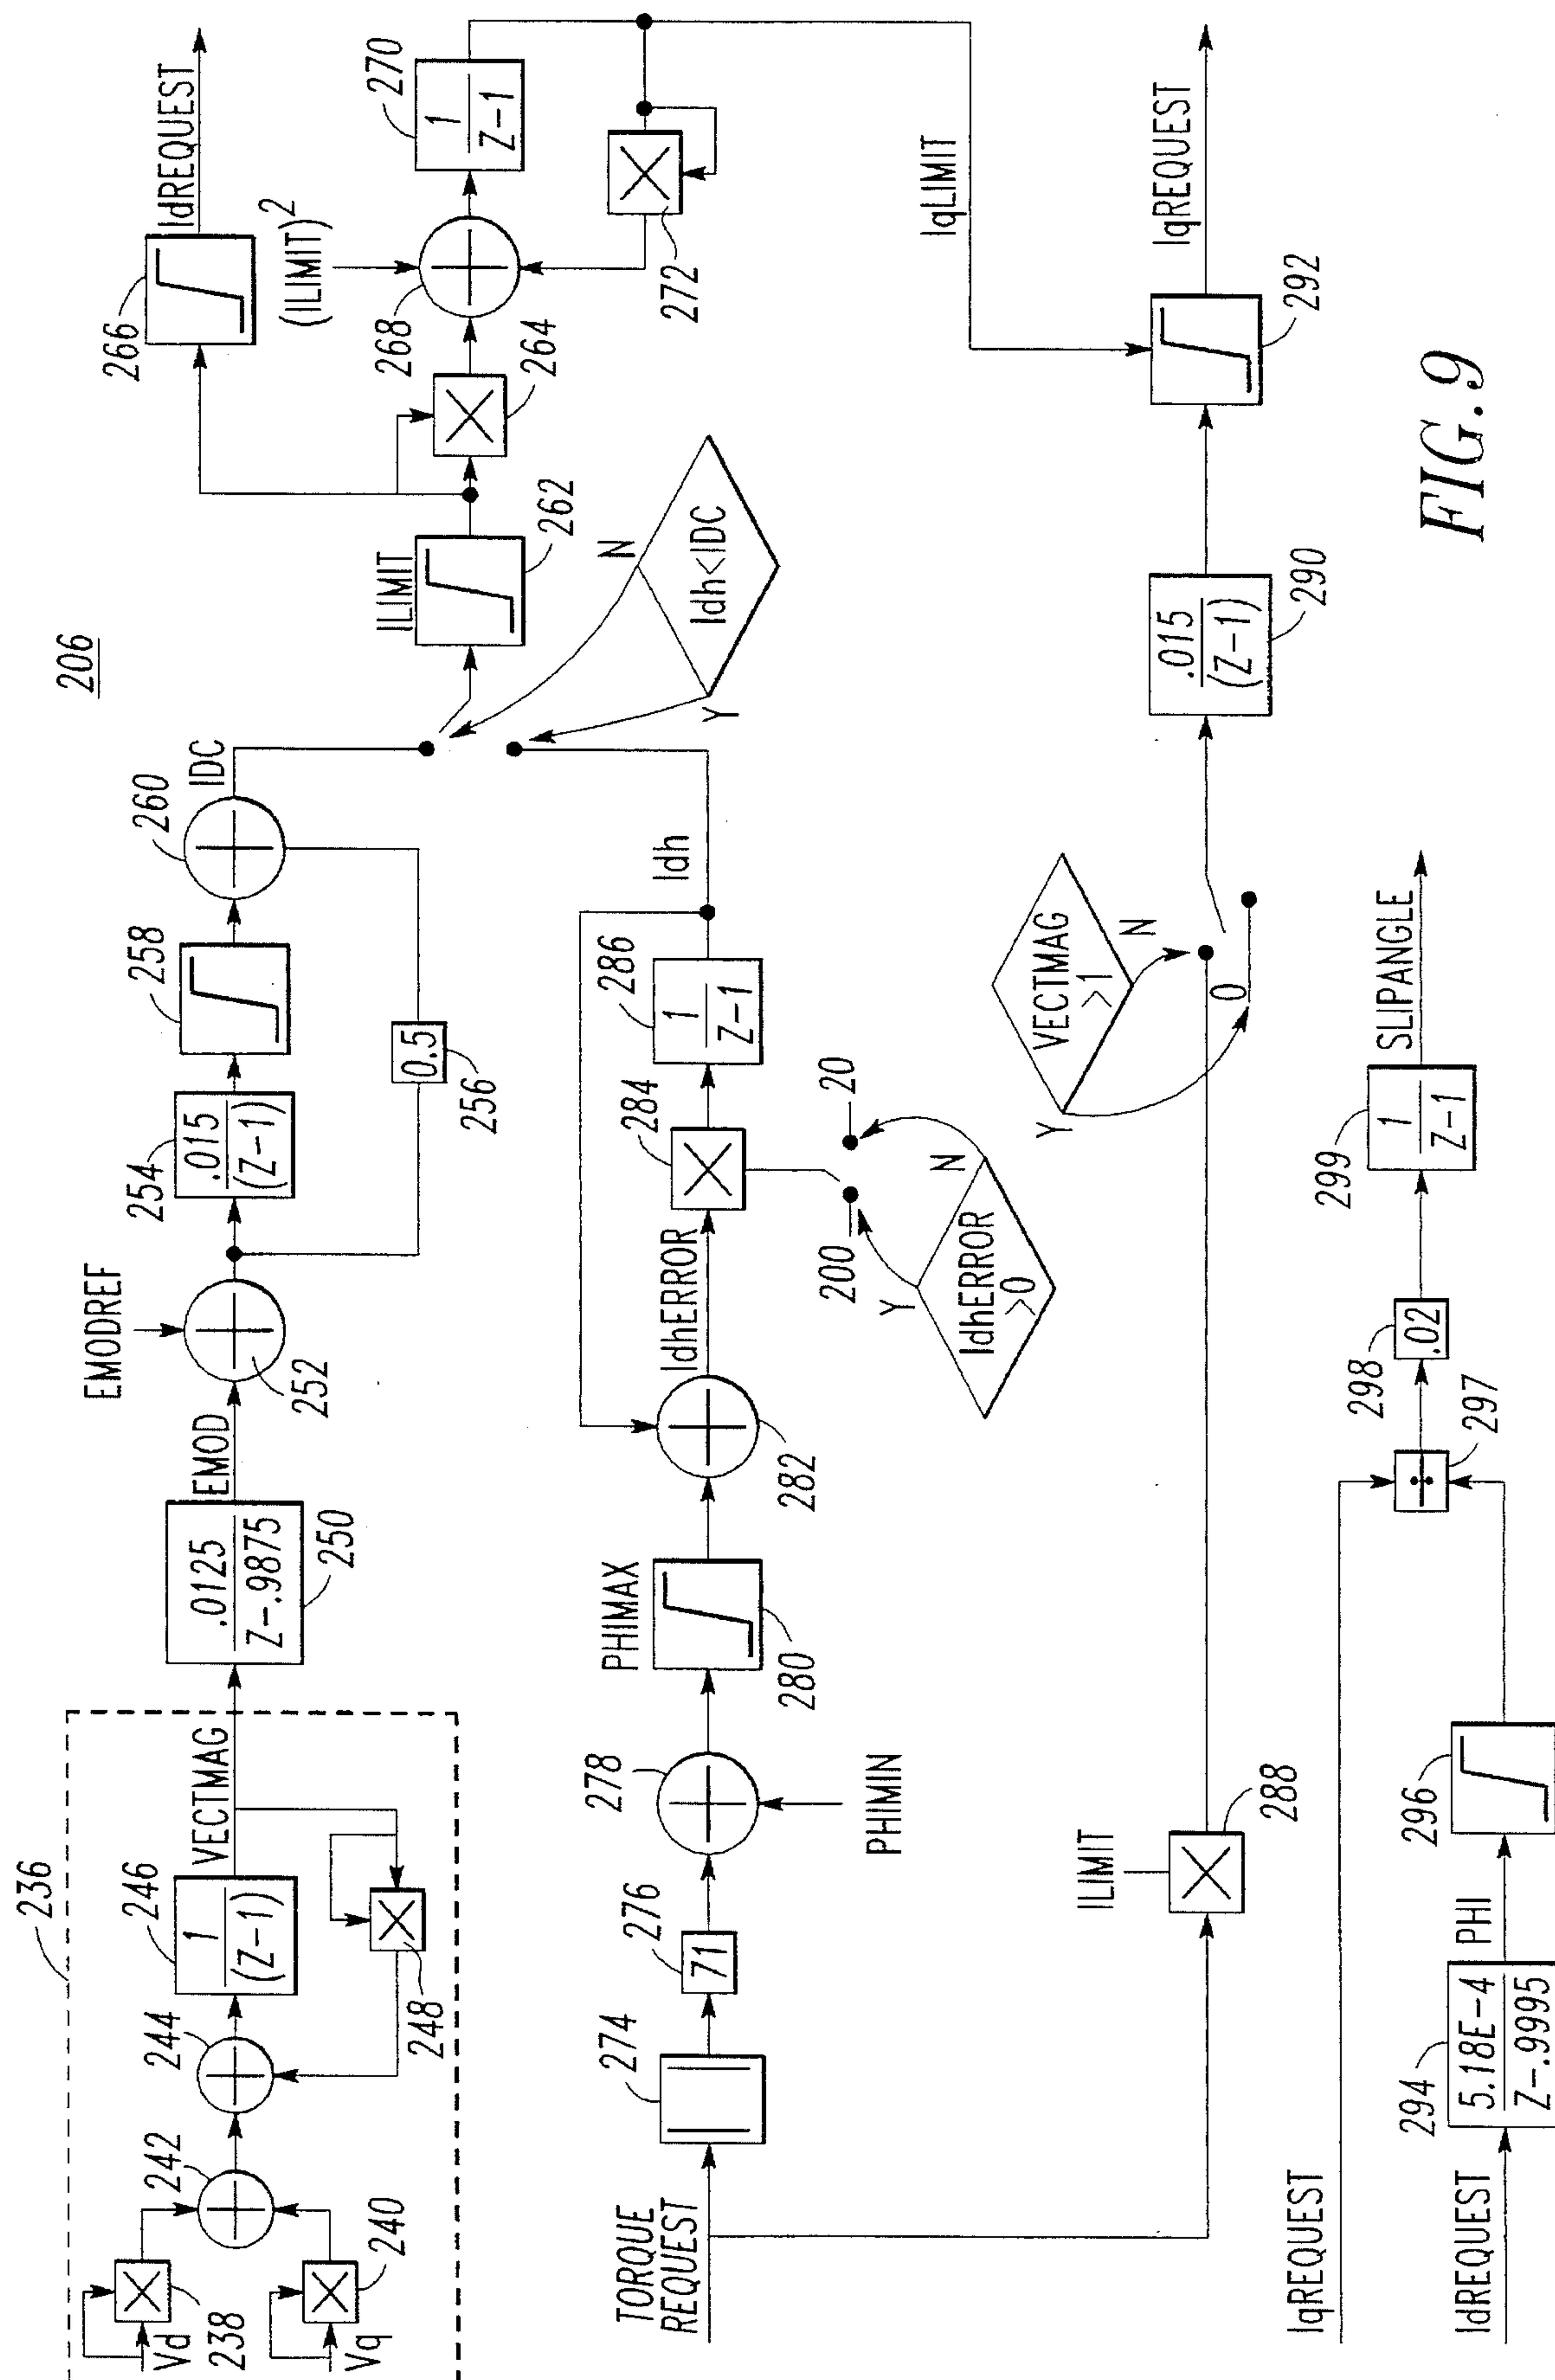 206
236
Vd
238
Vq
240
242
244
246
1
(Z-1)
248
VECTMAG
.0125
Z-.9875
250
EMOD
EMODREF
252
254
.015
(Z-1)
0.5
256
258
260
IDC
ILIMIT
262
264
266
IdREQUEST
(ILIMIT)2
268
270
1
Z-1
272
IqLIMIT
Idh<IDC
N
Y
TORQUE
REQUEST
274
276
71
278
PHIMIN
PHIMAX
280
282
IdhERROR
284
286
1
Z-1
Idh
200
20
IdhERROR
>0
Y
N
ILIMIT
288
VECTMAG
>1
Y
N
0
.015
(Z-1)
290
292
IqREQUEST
IqREQUEST
IdREQUEST
294
5.18E-4
Z-.9995
PHI
296
÷
297
298
.02
299
1
Z-1
SLIPANGLE
FIG.9